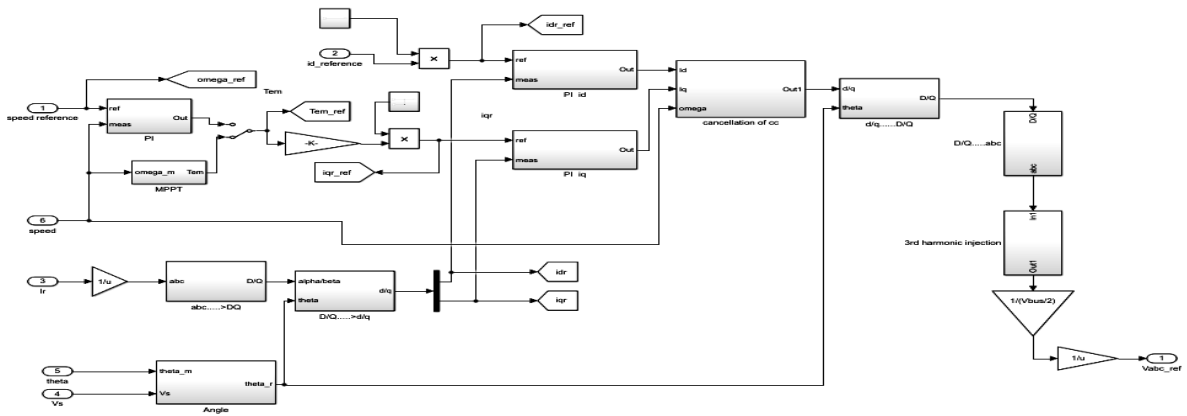 idr_ref
2
id_reference
×
ref
meas
Out
PI id
Id
Iq
omega
Out1
cancellation of cc
d/q
theta
D/Q
d/q.....D/Q
D/Q
abc
D/Q.....abc
omega_ref
Tem
1
speed reference
ref
meas
Out
PI
Tem_ref
-K-
×
iqr
iqr_ref
ref
meas
Out
PI iq
omega_m
Tem
MPPT
6
speed
In1
Out1
3rd harmonic injection
3
Ir
1/u
abc
D/Q
abc.....>DQ
alpha/beta
theta
d/q
D/Q.....>d/q
idr
iqr
1/(Vbus/2)
1/u
1
Vabc_ref
5
theta
4
Vs
theta_m
Vs
theta_r
Angle